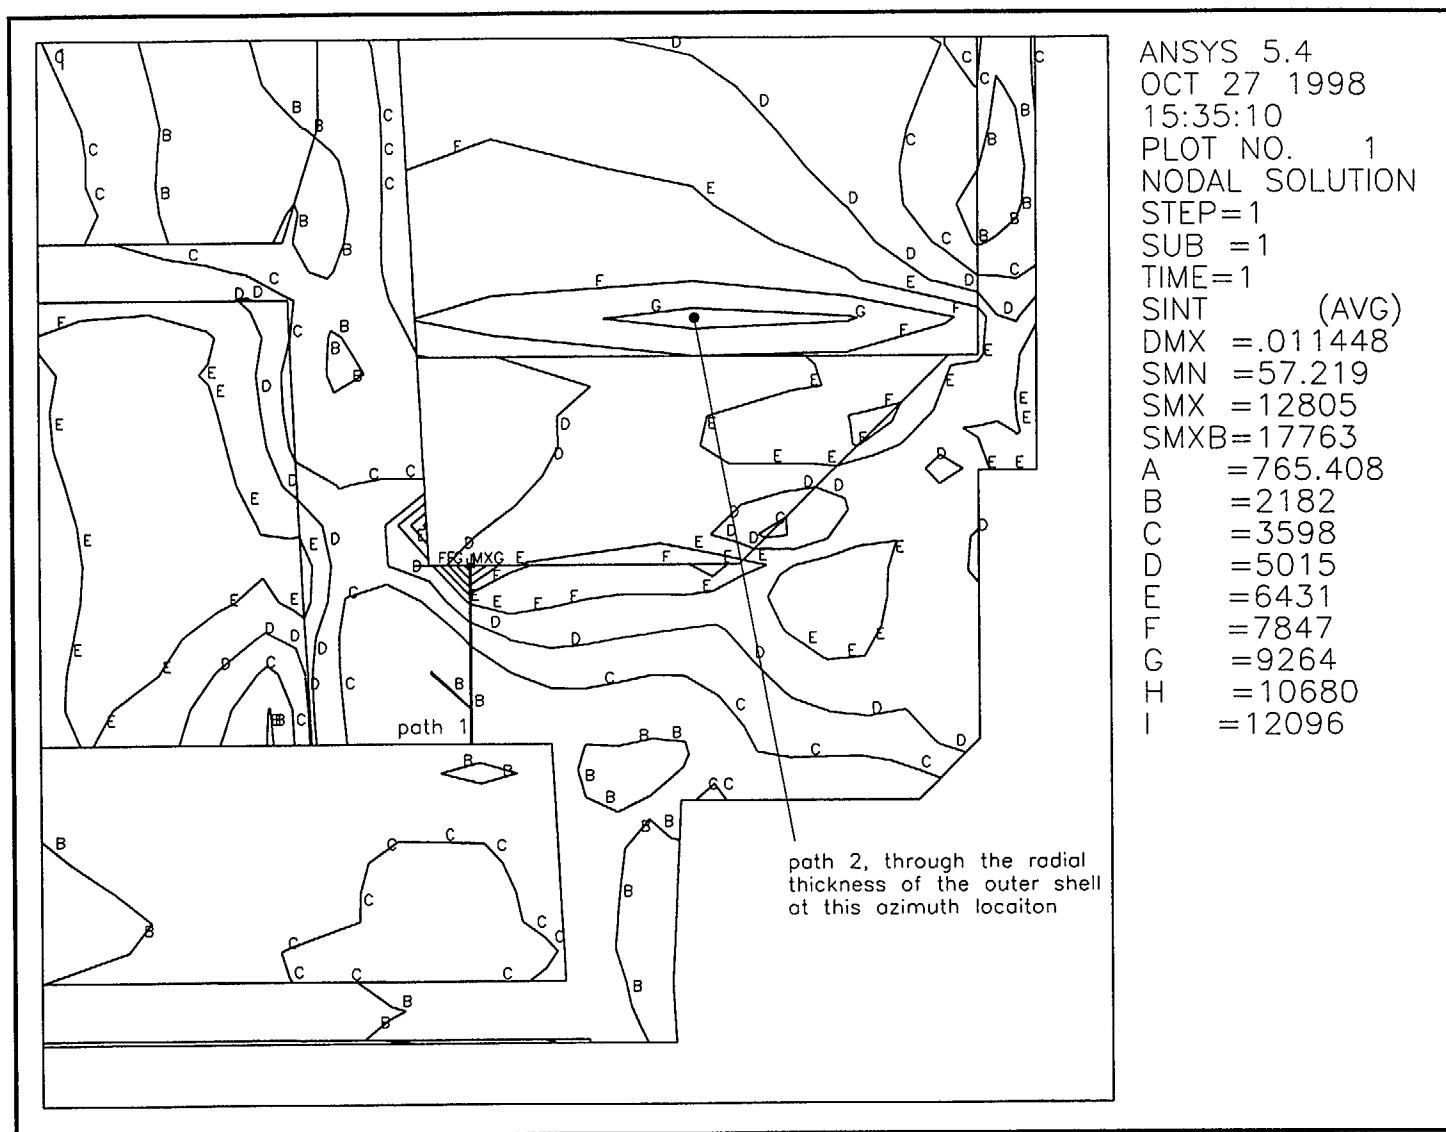 ANSYS 5.4
OCT 27 1998
15:35:10
PLOT NO. 1
NODAL SOLUTION
STEP=1
SUB =1
TIME=1
SINT (AVG)
DMX =.011448
SMN =57.219
SMX =12805
SMXB=17763
A =765.408
B =2182
C =3598
D =5015
E =6431
F =7847
G =9264
H =10680
I =12096
path 1
path 2, through the radial
thickness of the outer shell
at this azimuth locaiton